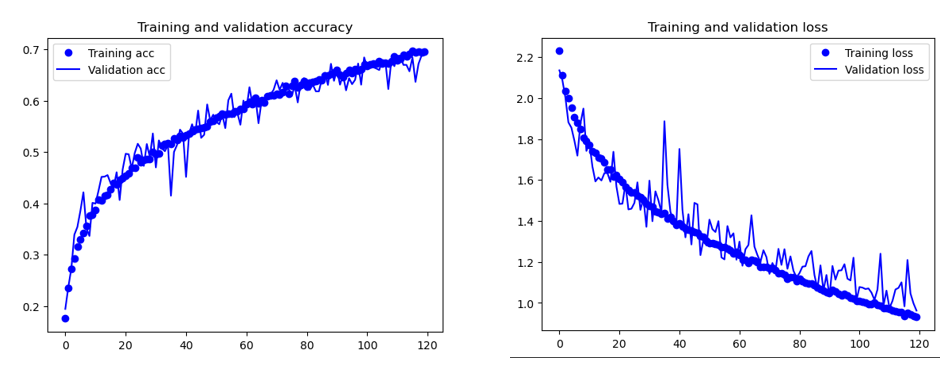 Training and validation accuracy
0.7
0.6
0.5
0.4
0.3
0.2
Training acc
Validation acc
0 20 40 60 80 100 120
Training and validation loss
2.2
2.0
1.8
1.6
1.4
1.2
1.0
Training loss
Validation loss
0 20 40 60 80 100 120